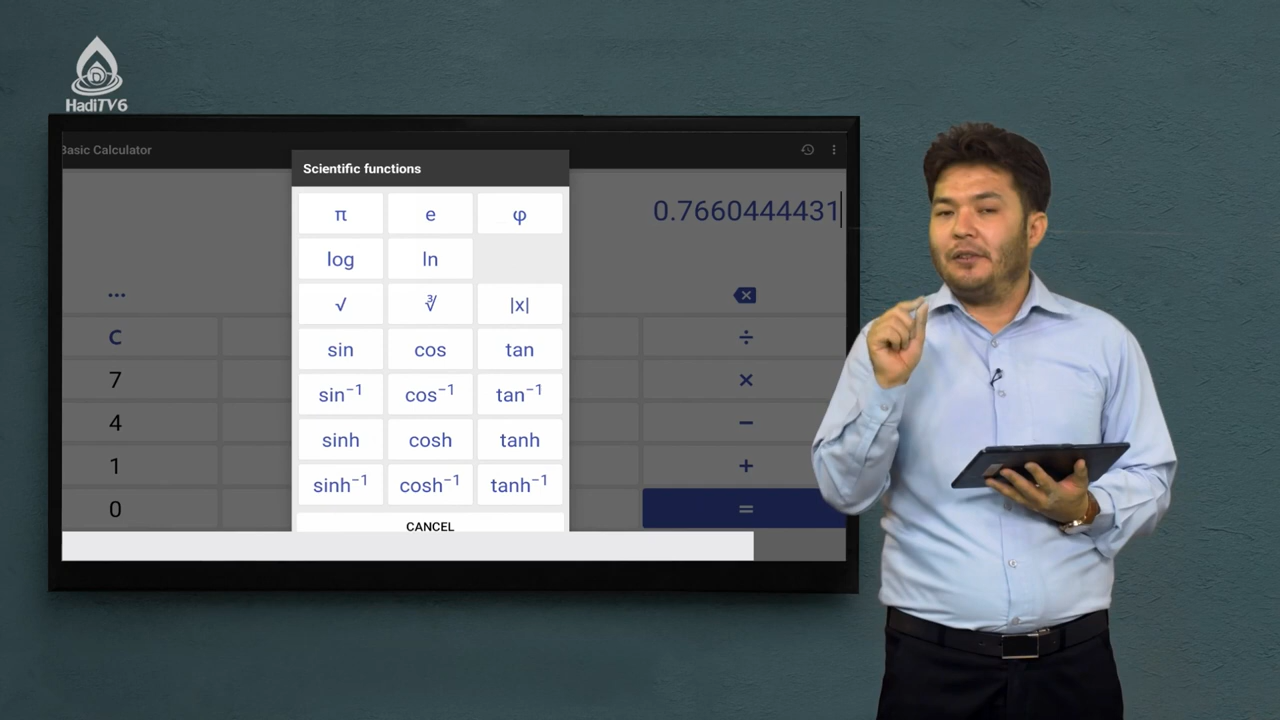 HadiTV6
Basic Calculator
Scientific functions
0.7660444431
π e φ
log ln
√ ∛ |x|
sin cos tan
sin⁻¹ cos⁻¹ tan⁻¹
sinh cosh tanh
sinh⁻¹ cosh⁻¹ tanh⁻¹
CANCEL
...
C ÷
7 ×
4 −
1 +
0 =